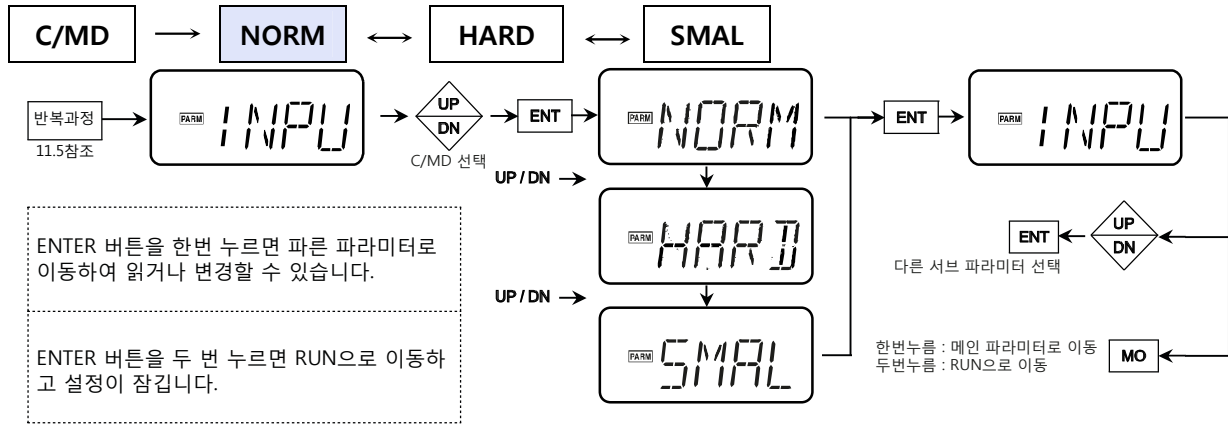 C/MD NORM HARD SMAL
반복과정
11.5참조
PARM INPU
UP
DN
C/MD 선택
ENT
PARM NORM
UP / DN
PARM HARD
UP / DN
PARM SMAL
ENT
PARM INPU
UP
DN
ENT
다른 서브 파라미터 선택
한번누름 : 메인 파라미터로 이동
두번누름 : RUN으로 이동
MO
ENTER 버튼을 한번 누르면 파른 파라미터로
이동하여 읽거나 변경할 수 있습니다.
ENTER 버튼을 두 번 누르면 RUN으로 이동하
고 설정이 잠깁니다.